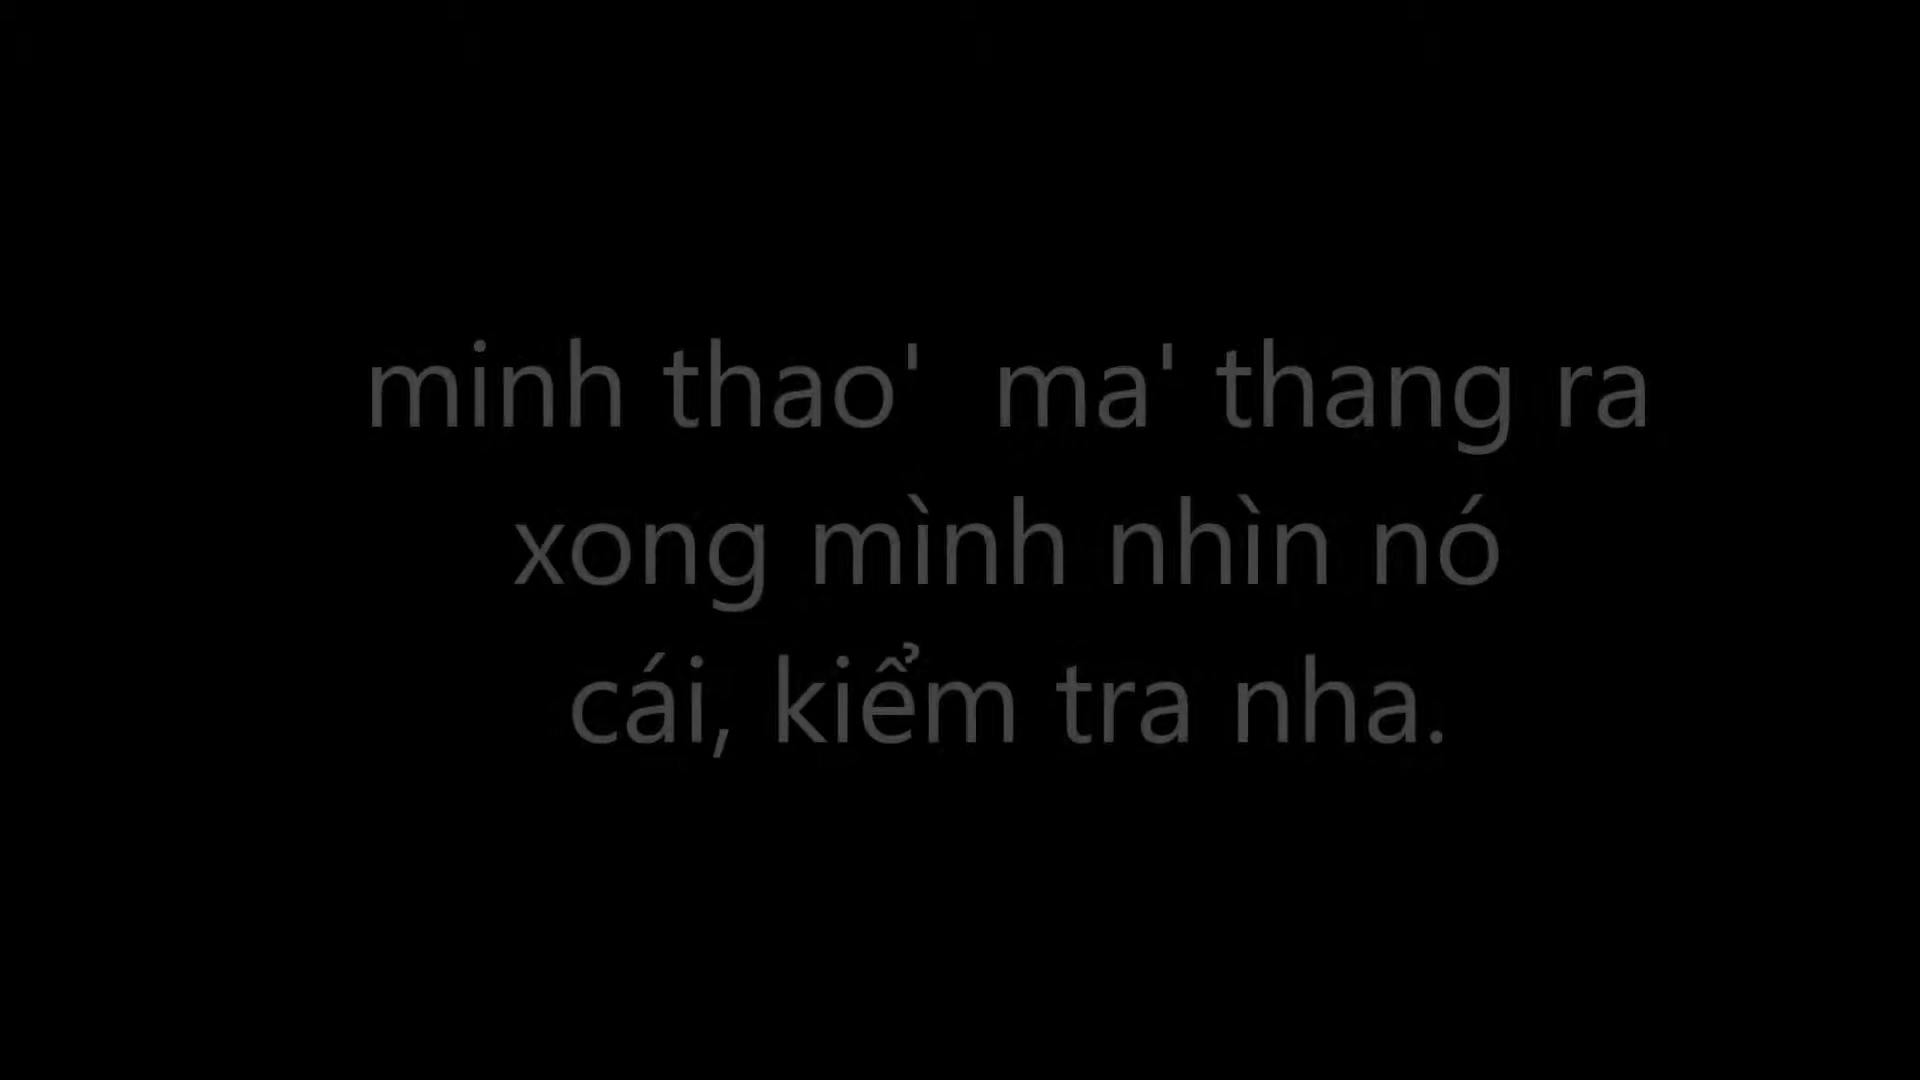 minh thao'  ma' thang ra
xong mình nhìn nó
cái, kiểm tra nha.